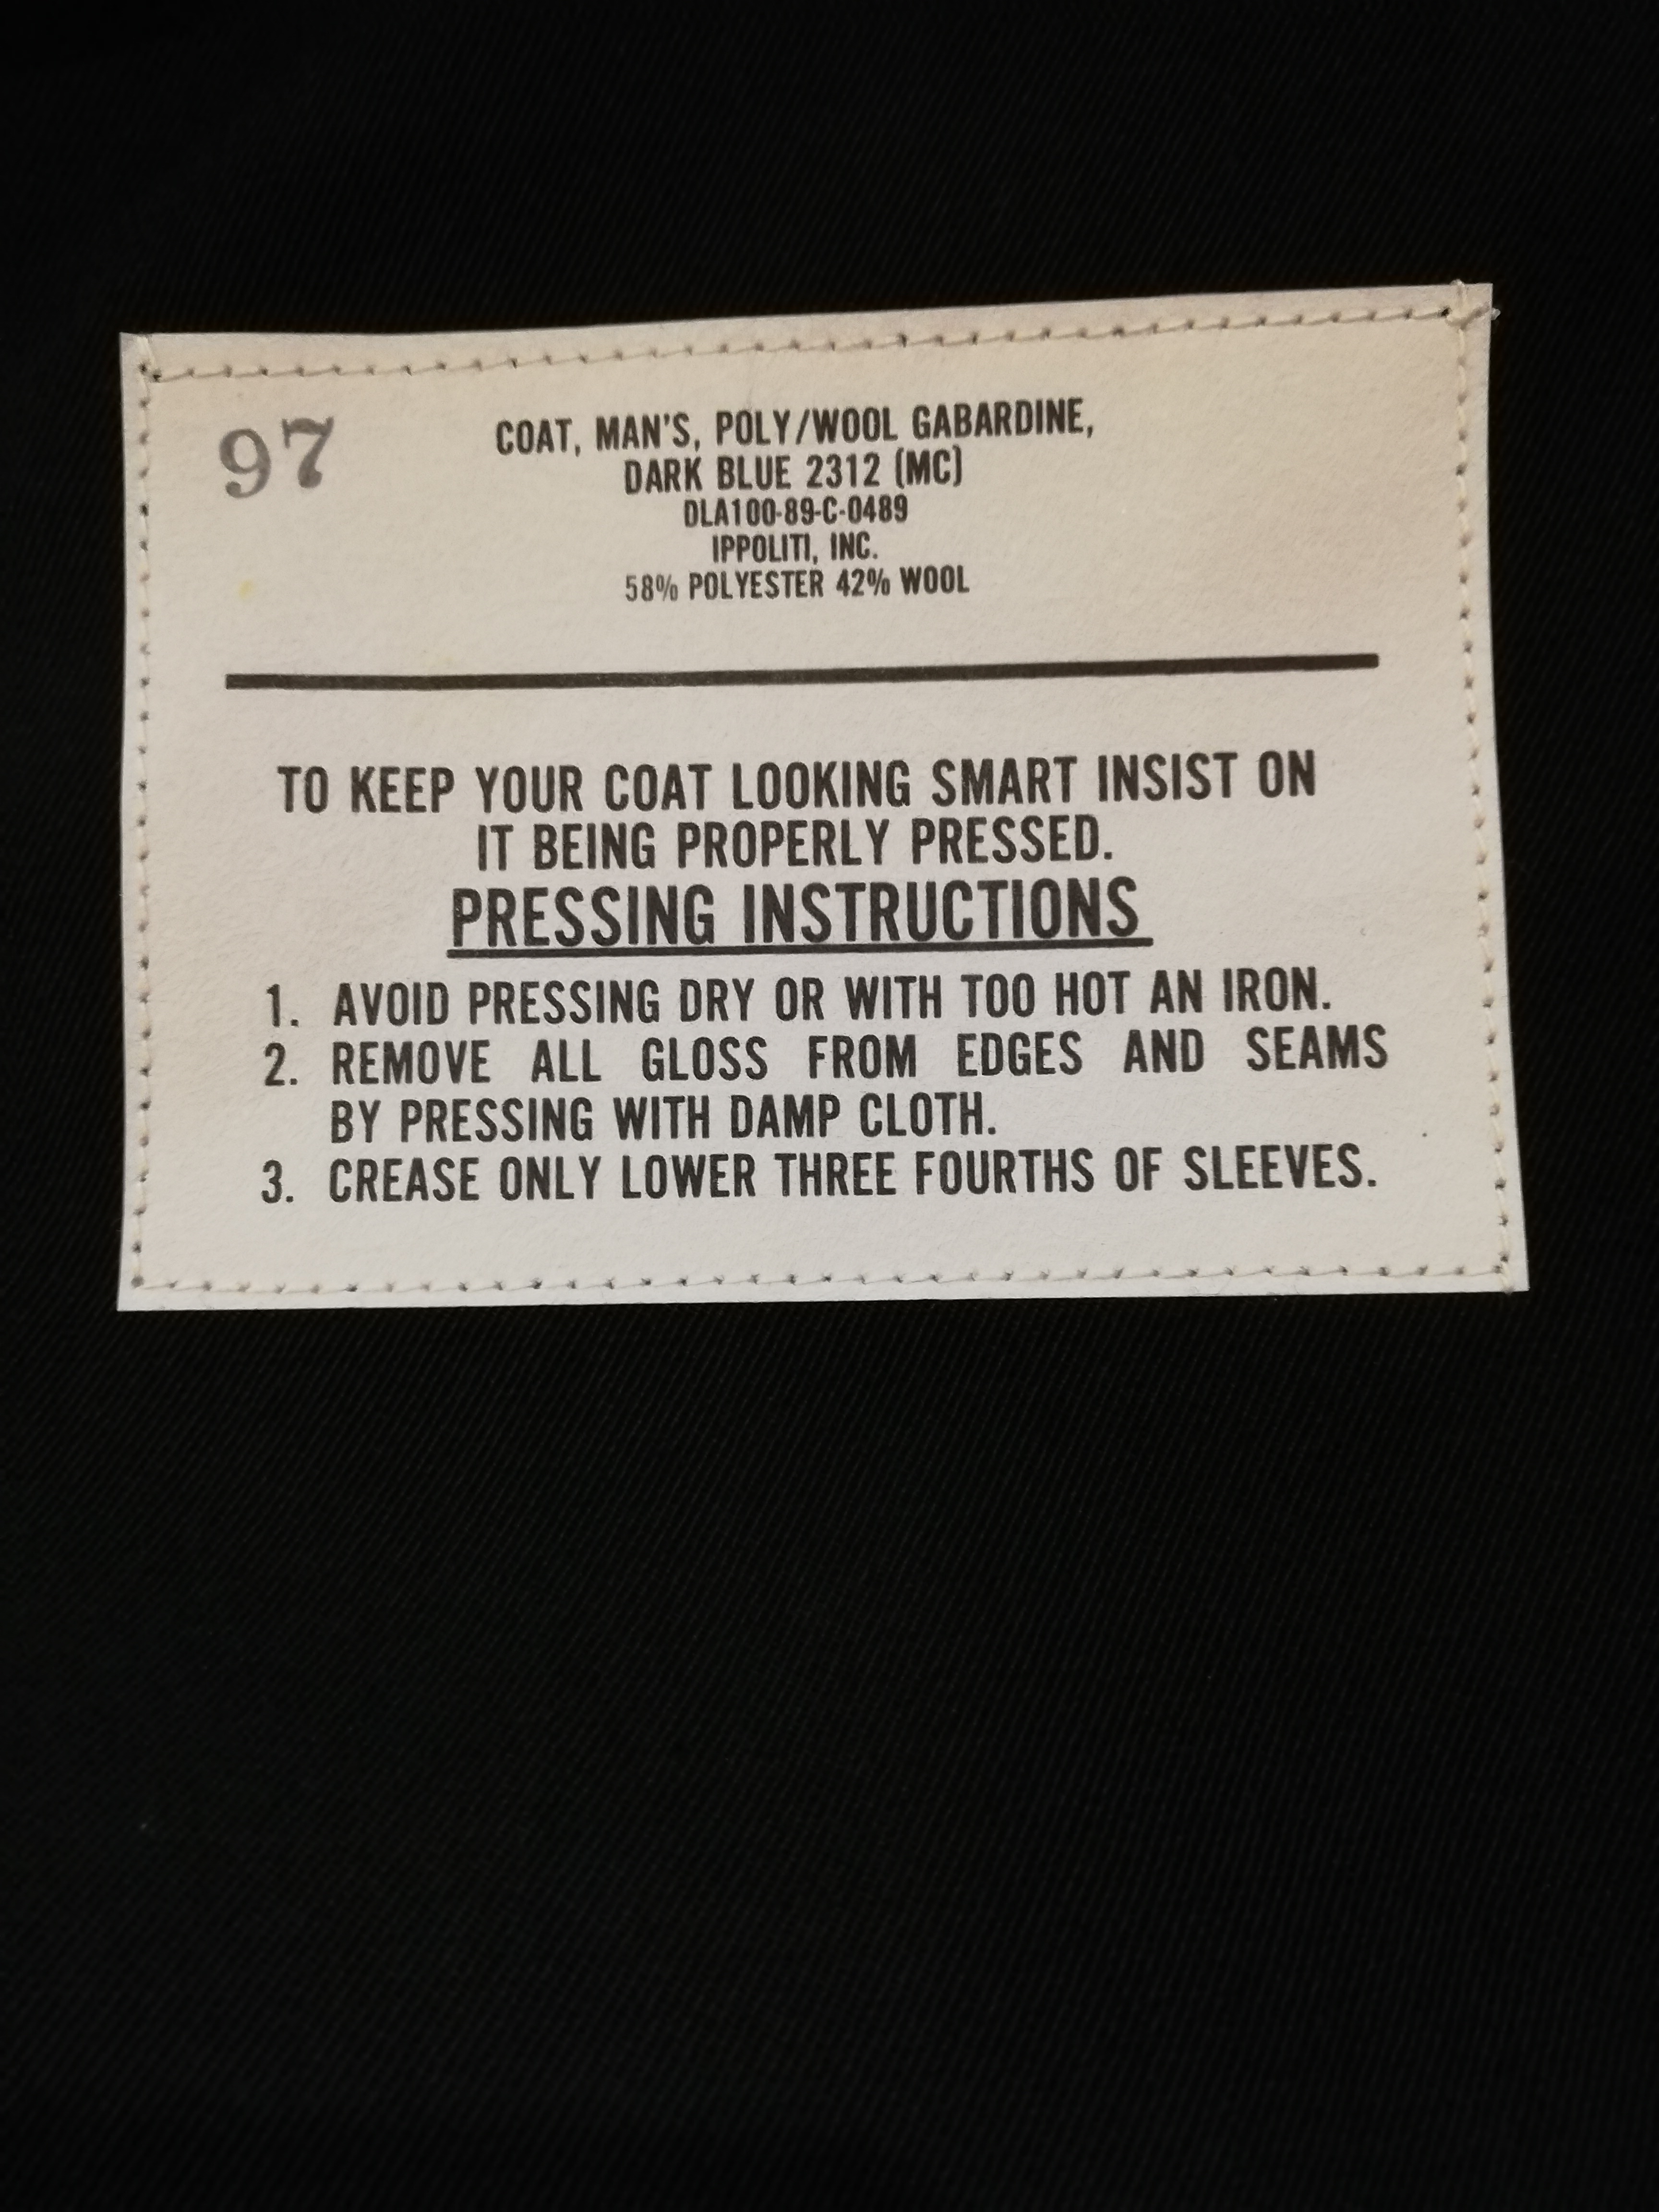 97
COAT, MAN'S, POLY/WOOL GABARDINE,
DARK BLUE 2312 (MC)
DLA100-89-C-0489
IPPOLITI, INC.
58% POLYESTER 42% WOOL
TO KEEP YOUR COAT LOOKING SMART INSIST ON
IT BEING PROPERLY PRESSED.
PRESSING INSTRUCTIONS
1. AVOID PRESSING DRY OR WITH TOO HOT AN IRON.
2. REMOVE ALL GLOSS FROM EDGES AND SEAMS
BY PRESSING WITH DAMP CLOTH.
3. CREASE ONLY LOWER THREE FOURTHS OF SLEEVES.